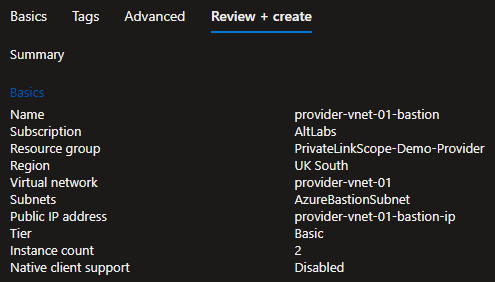 Basics Tags Advanced Review + create
Summary
Basics
Name provider-vnet-01-bastion
Subscription AltLabs
Resource group PrivateLinkScope-Demo-Provider
Region UK South
Virtual network provider-vnet-01
Subnets AzureBastionSubnet
Public IP address provider-vnet-01-bastion-ip
Tier Basic
Instance count 2
Native client support Disabled